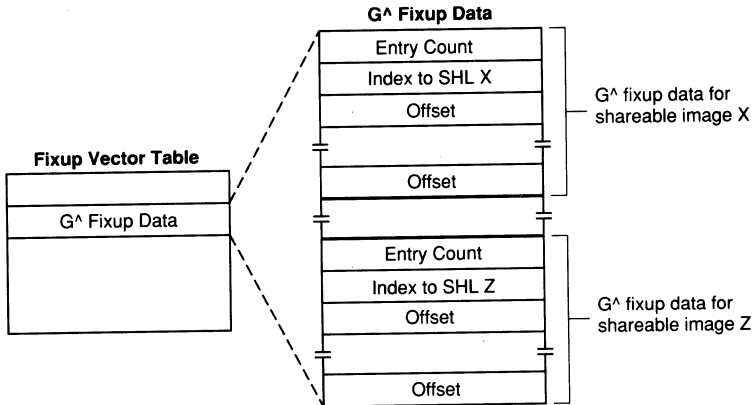 G^ Fixup Data
Entry Count
Index to SHL X
Offset
Offset
G^ fixup data for
shareable image X
Fixup Vector Table
G^ Fixup Data
Entry Count
Index to SHL Z
Offset
Offset
G^ fixup data for
shareable image Z